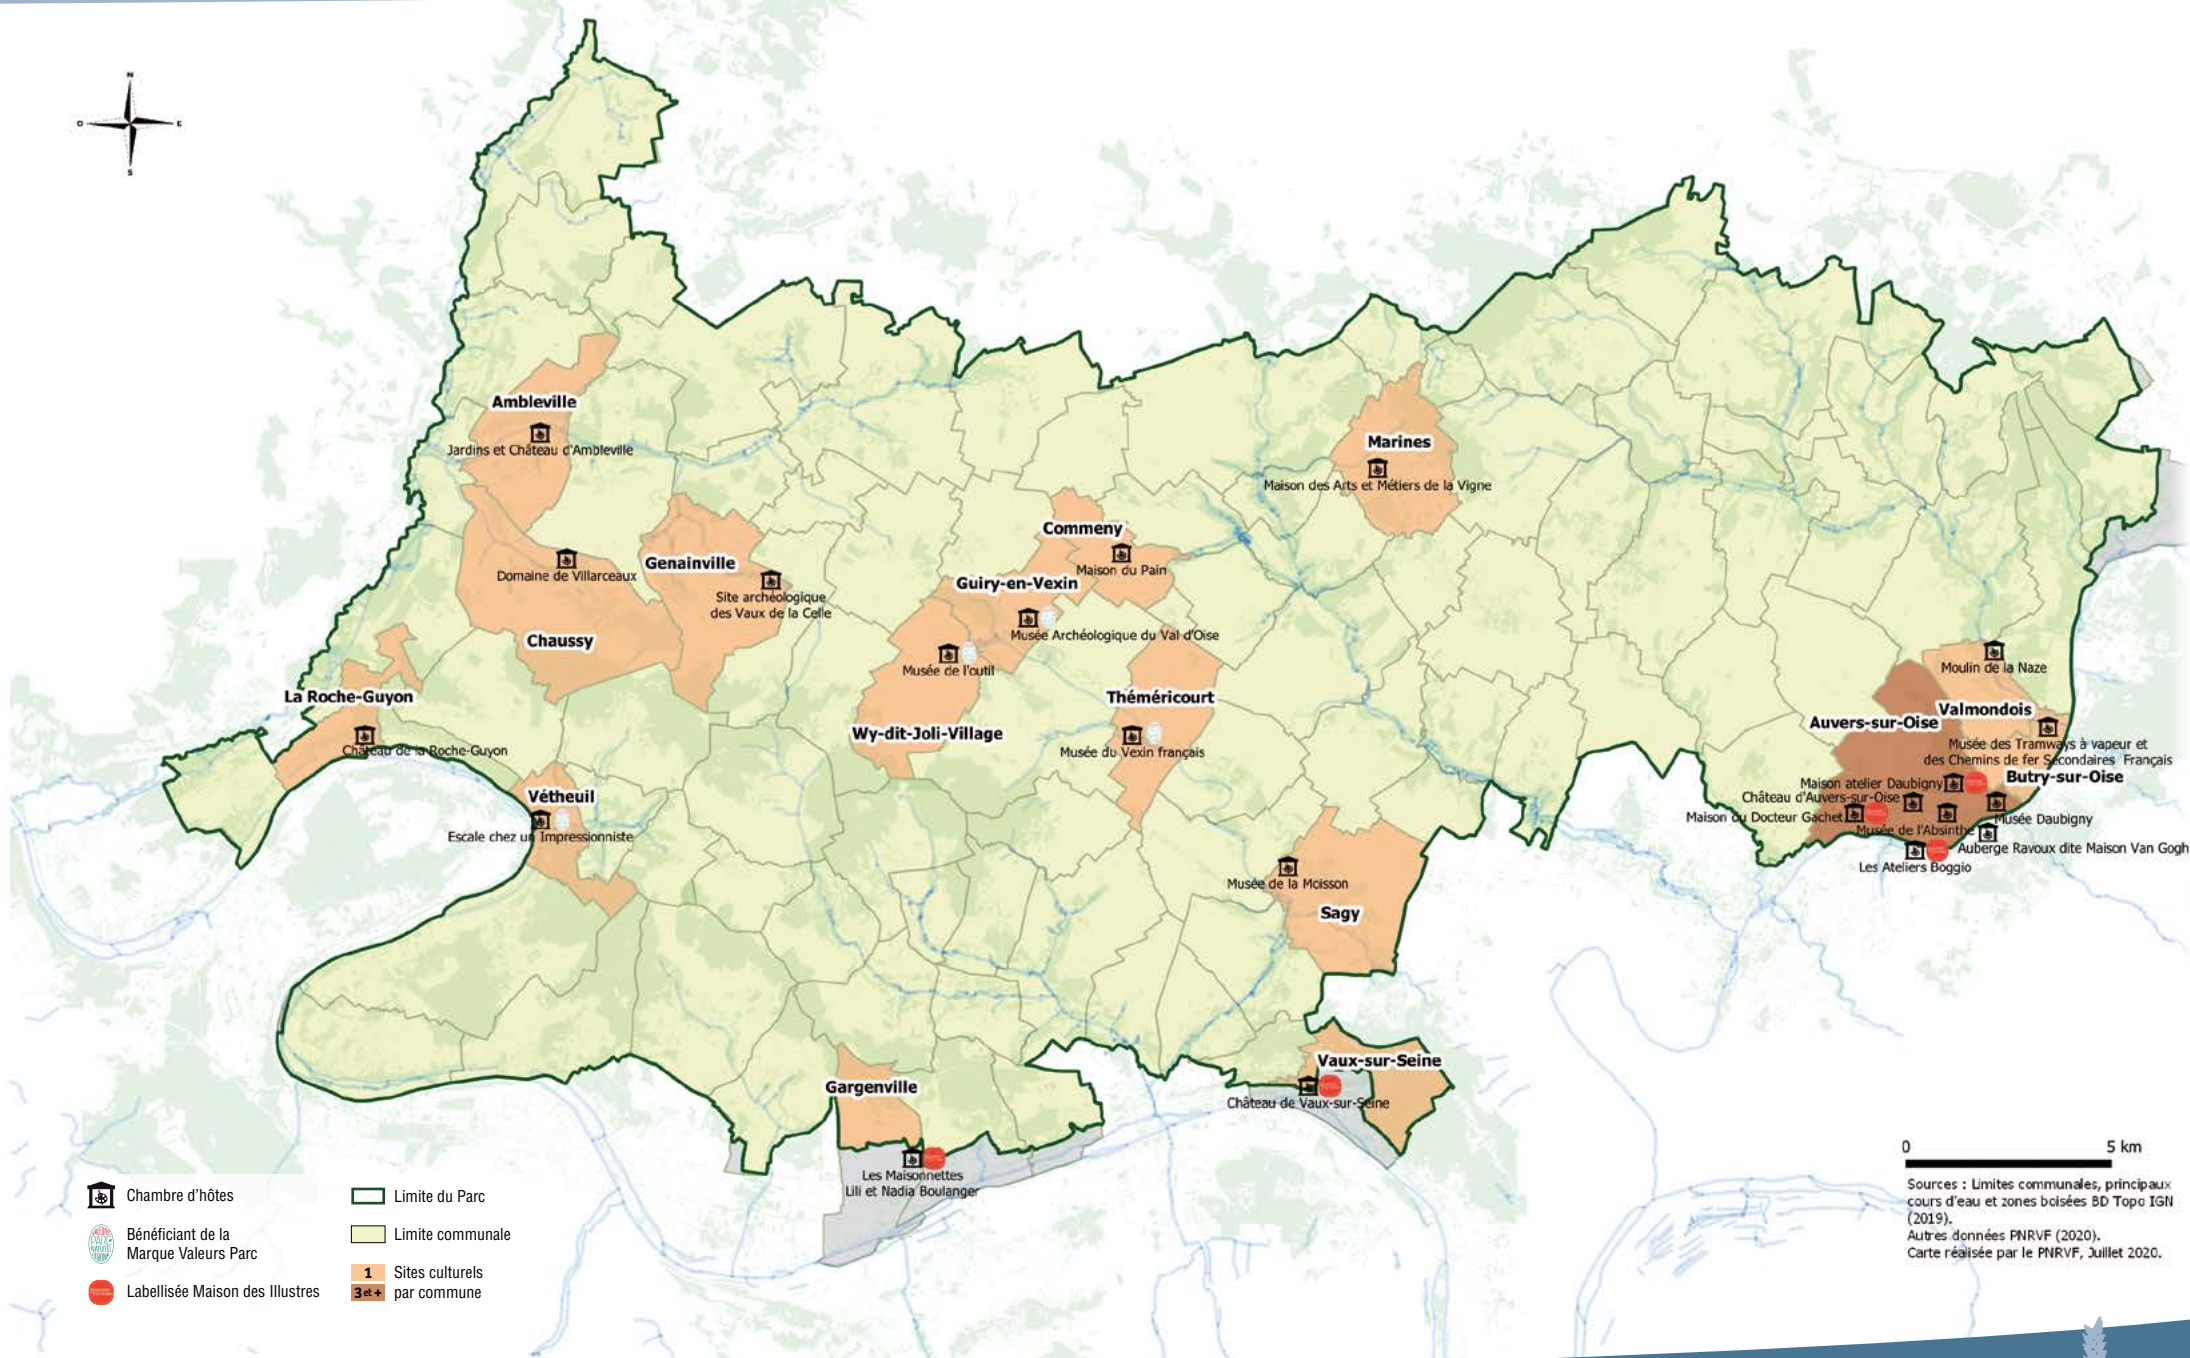 N
O
E
S
Ambleville
Jardins et Château d'Ambleville
Marines
Maison des Arts et Métiers de la Vigne
Commeny
Maison du Pain
Domaine de Villarceaux
Genainville
Site archéologique
des Vaux de la Celle
Guiry-en-Vexin
Musée Archéologique du Val d'Oise
Chaussy
Musée de l'outil
Wy-dit-Joli-Village
La Roche-Guyon
Château de la Roche-Guyon
Théméricourt
Musée du Vexin français
Moulin de la Naze
Valmondois
Auvers-sur-Oise
Musée des Tramways à vapeur et
des Chemins de fer Secondaires Français
Butry-sur-Oise
Maison atelier Daubigny
Château d'Auvers-sur-Oise
Maison du Docteur Gachet
Musée de l'Absinthe
Musée Daubigny
Auberge Ravoux dite Maison Van Gogh
Les Ateliers Boggio
Vétheuil
Escale chez un Impressionniste
Musée de la Moisson
Sagy
Vaux-sur-Seine
Château de Vaux-sur-Seine
Gargenville
Les Maisonnettes
Lili et Nadia Boulanger
Chambre d'hôtes
Bénéficiant de la
Marque Valeurs Parc
Labellisée Maison des Illustres
Limite du Parc
Limite communale
1 Sites culturels
3 et + par commune
0 5 km
Sources : Limites communales, principaux
cours d'eau et zones boisées BD Topo IGN
(2019).
Autres données PNRVF (2020).
Carte réalisée par le PNRVF, Juillet 2020.